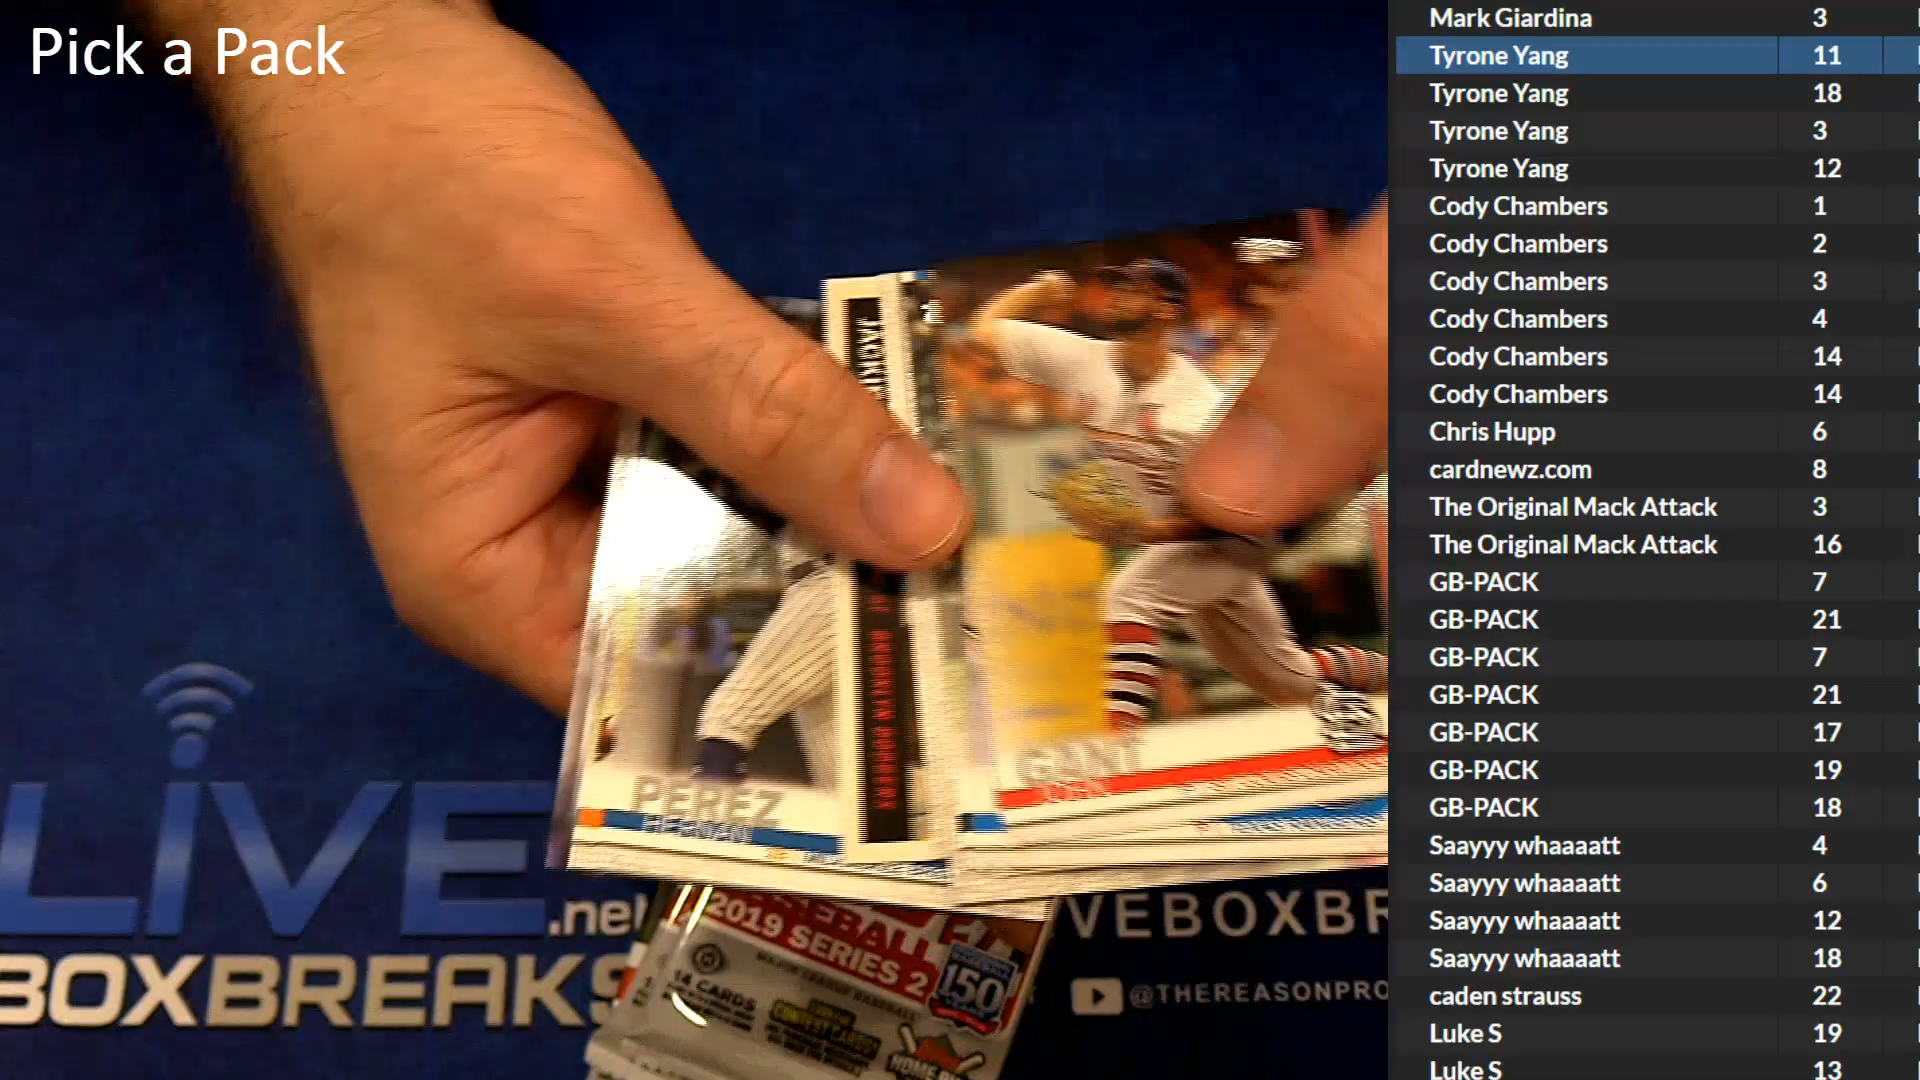 Pick a Pack
Mark Giardina 3
Tyrone Yang 11
Tyrone Yang 18
Tyrone Yang 3
Tyrone Yang 12
Cody Chambers 1
Cody Chambers 2
Cody Chambers 3
Cody Chambers 4
Cody Chambers 14
Cody Chambers 14
Chris Hupp 6
cardnewz.com 8
The Original Mack Attack 3
The Original Mack Attack 16
GB-PACK 7
GB-PACK 21
GB-PACK 7
GB-PACK 21
GB-PACK 17
GB-PACK 19
GB-PACK 18
Saayyy whaaaatt 4
Saayyy whaaaatt 6
Saayyy whaaaatt 12
Saayyy whaaaatt 18
caden strauss 22
Luke S 19
Luke S 13
PEREZ
LIVE.net
BOXBREAKS
VEBOXBR
@THEREASONPRO
2019 SERIES 2
MAJOR LEAGUE BASEBALL
14 CARDS
150
HOME